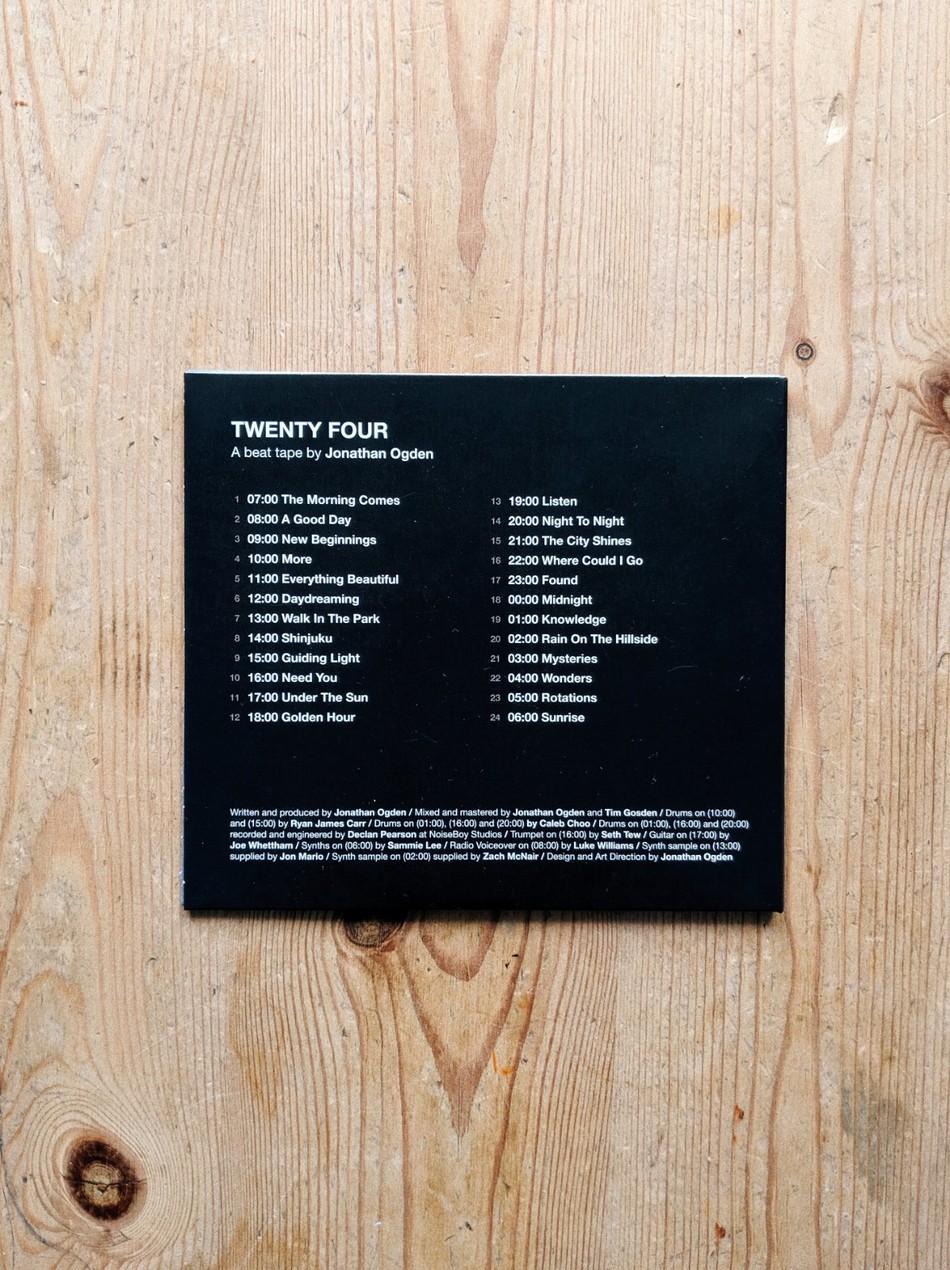 TWENTY FOUR
A beat tape by Jonathan Ogden
1 07:00 The Morning Comes
2 08:00 A Good Day
3 09:00 New Beginnings
4 10:00 More
5 11:00 Everything Beautiful
6 12:00 Daydreaming
7 13:00 Walk In The Park
8 14:00 Shinjuku
9 15:00 Guiding Light
10 16:00 Need You
11 17:00 Under The Sun
12 18:00 Golden Hour
13 19:00 Listen
14 20:00 Night To Night
15 21:00 The City Shines
16 22:00 Where Could I Go
17 23:00 Found
18 00:00 Midnight
19 01:00 Knowledge
20 02:00 Rain On The Hillside
21 03:00 Mysteries
22 04:00 Wonders
23 05:00 Rotations
24 06:00 Sunrise
Written and produced by Jonathan Ogden / Mixed and mastered by Jonathan Ogden and Tim Gosden / Drums on (10:00)
and (15:00) by Ryan James Carr / Drums on (01:00), (16:00) and (20:00) by Caleb Choo / Drums on (01:00), (16:00) and (20:00)
recorded and engineered by Declan Pearson at NoiseBoy Studios / Trumpet on (16:00) by Seth Tew / Guitar on (17:00) by
Joe Whettham / Synths on (06:00) by Sammie Lee / Radio Voiceover on (08:00) by Luke Williams / Synth sample on (13:00)
supplied by Jon Mario / Synth sample on (02:00) supplied by Zach McNair / Design and Art Direction by Jonathan Ogden